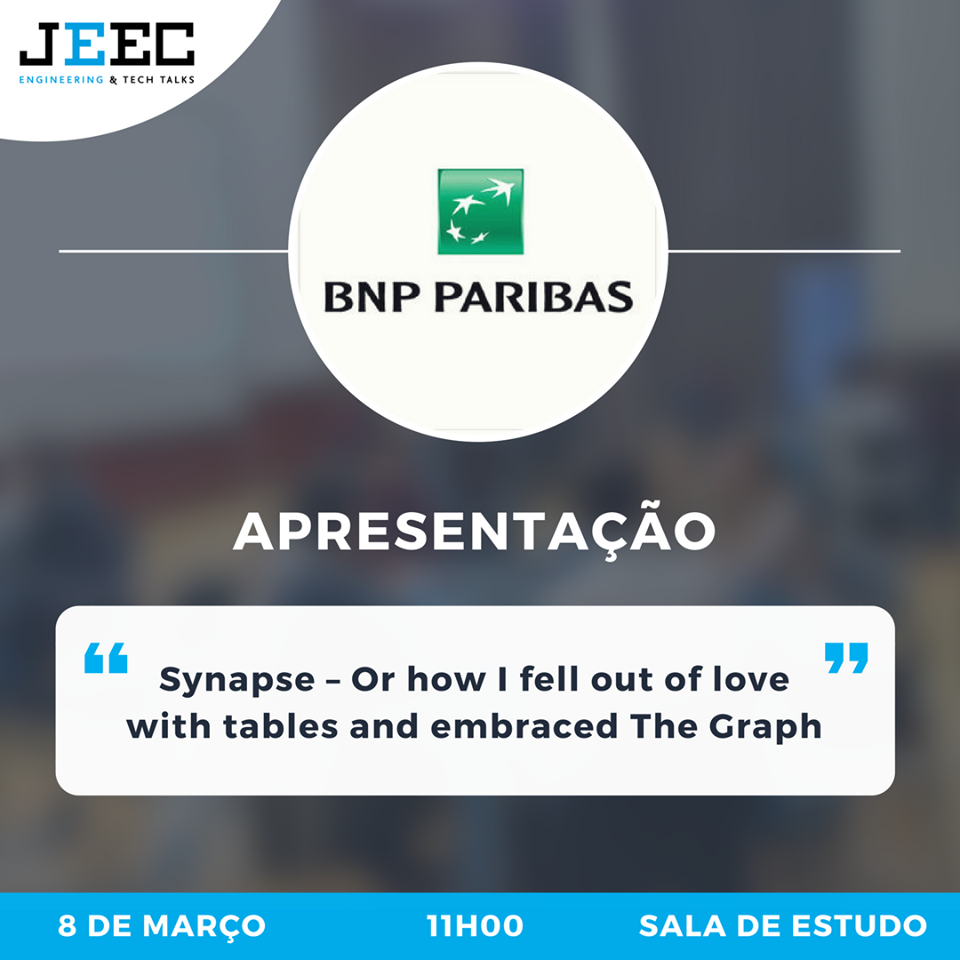 JEEC
ENGINEERING & TECH TALKS
BNP PARIBAS
APRESENTAÇÃO
❝ Synapse – Or how I fell out of love ❞
with tables and embraced The Graph
8 DE MARÇO 11H00 SALA DE ESTUDO